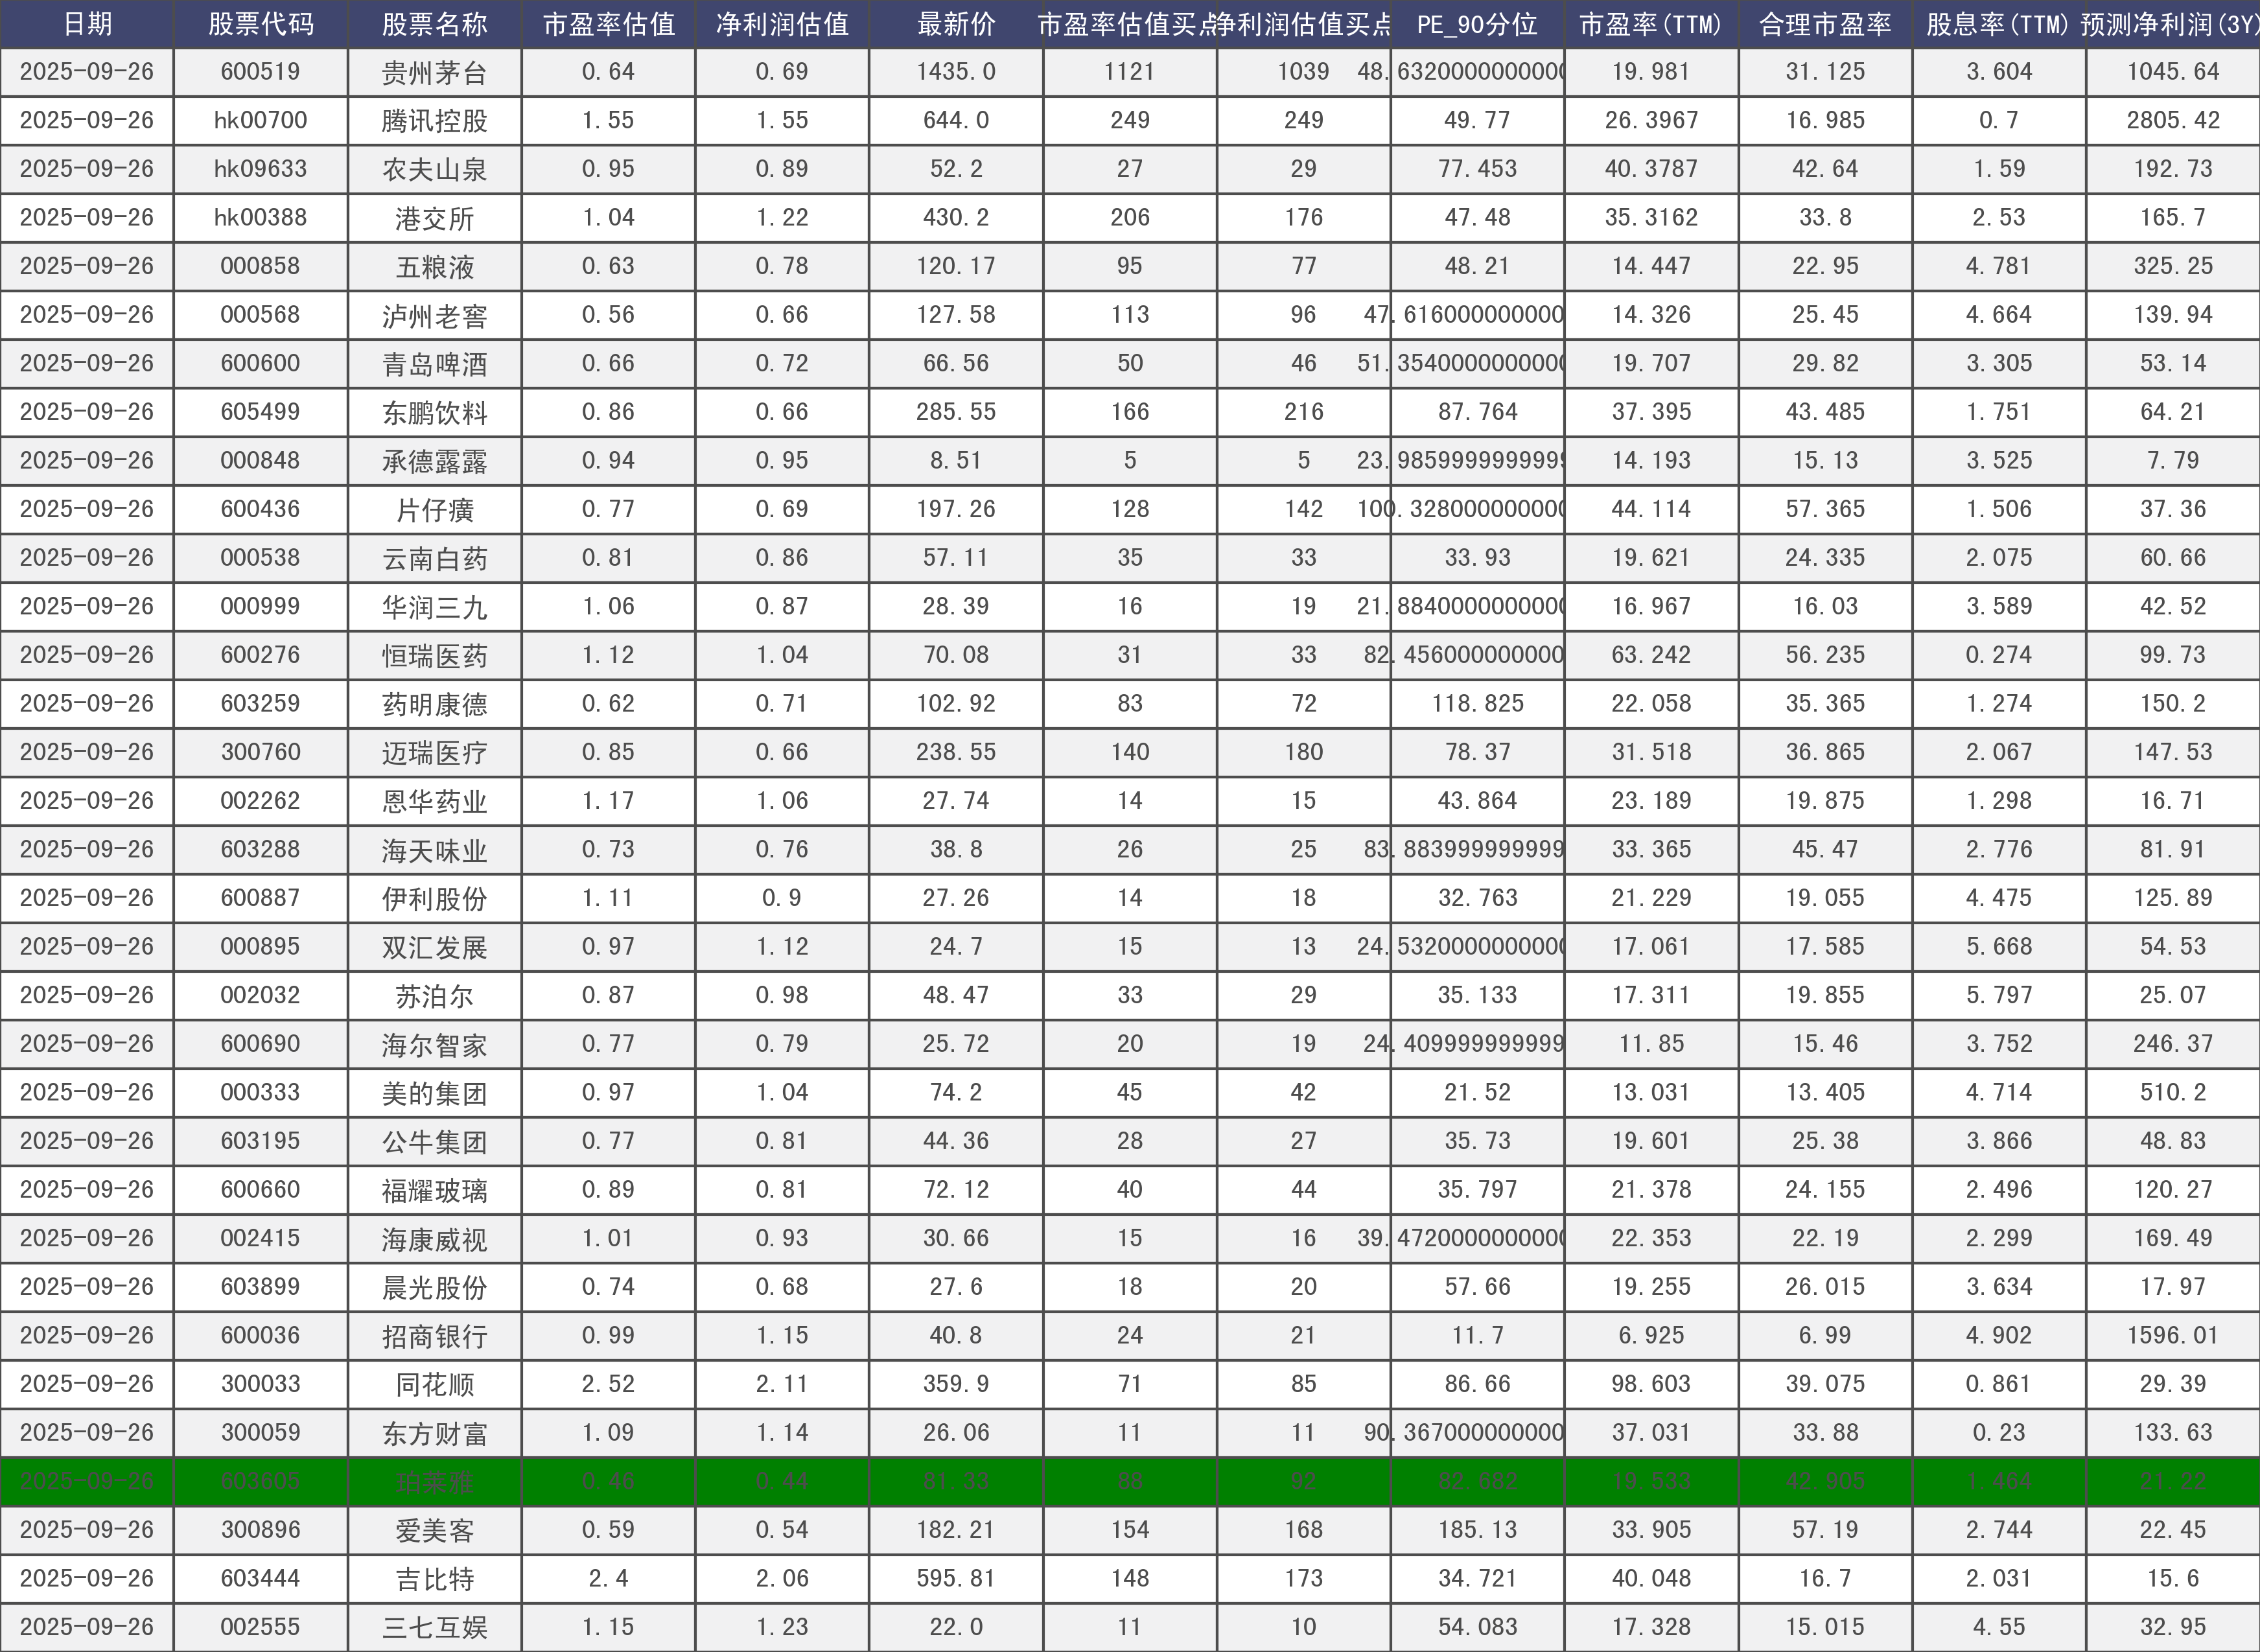 日期 股票代码 股票名称 市盈率估值 净利润估值 最新价 市盈率估值买点 净利润估值买点 PE_90分位 市盈率(TTM) 合理市盈率 股息率(TTM) 预测净利润(3Y)
2025-09-26 600519 贵州茅台 0.64 0.69 1435.0 1121 1039 48.6320000000000 19.981 31.125 3.604 1045.64
2025-09-26 hk00700 腾讯控股 1.55 1.55 644.0 249 249 49.77 26.3967 16.985 0.7 2805.42
2025-09-26 hk09633 农夫山泉 0.95 0.89 52.2 27 29 77.453 40.3787 42.64 1.59 192.73
2025-09-26 hk00388 港交所 1.04 1.22 430.2 206 176 47.48 35.3162 33.8 2.53 165.7
2025-09-26 000858 五粮液 0.63 0.78 120.17 95 77 48.21 14.447 22.95 4.781 325.25
2025-09-26 000568 泸州老窖 0.56 0.66 127.58 113 96 47.616000000000 14.326 25.45 4.664 139.94
2025-09-26 600600 青岛啤酒 0.66 0.72 66.56 50 46 51.3540000000000 19.707 29.82 3.305 53.14
2025-09-26 605499 东鹏饮料 0.86 0.66 285.55 166 216 87.764 37.395 43.485 1.751 64.21
2025-09-26 000848 承德露露 0.94 0.95 8.51 5 5 23.9859999999999 14.193 15.13 3.525 7.79
2025-09-26 600436 片仔癀 0.77 0.69 197.26 128 142 100.328000000000 44.114 57.365 1.506 37.36
2025-09-26 000538 云南白药 0.81 0.86 57.11 35 33 33.93 19.621 24.335 2.075 60.66
2025-09-26 000999 华润三九 1.06 0.87 28.39 16 19 21.8840000000000 16.967 16.03 3.589 42.52
2025-09-26 600276 恒瑞医药 1.12 1.04 70.08 31 33 82.456000000000 63.242 56.235 0.274 99.73
2025-09-26 603259 药明康德 0.62 0.71 102.92 83 72 118.825 22.058 35.365 1.274 150.2
2025-09-26 300760 迈瑞医疗 0.85 0.66 238.55 140 180 78.37 31.518 36.865 2.067 147.53
2025-09-26 002262 恩华药业 1.17 1.06 27.74 14 15 43.864 23.189 19.875 1.298 16.71
2025-09-26 603288 海天味业 0.73 0.76 38.8 26 25 83.883999999999 33.365 45.47 2.776 81.91
2025-09-26 600887 伊利股份 1.11 0.9 27.26 14 18 32.763 21.229 19.055 4.475 125.89
2025-09-26 000895 双汇发展 0.97 1.12 24.7 15 13 24.5320000000000 17.061 17.585 5.668 54.53
2025-09-26 002032 苏泊尔 0.87 0.98 48.47 33 29 35.133 17.311 19.855 5.797 25.07
2025-09-26 600690 海尔智家 0.77 0.79 25.72 20 19 24.409999999999 11.85 15.46 3.752 246.37
2025-09-26 000333 美的集团 0.97 1.04 74.2 45 42 21.52 13.031 13.405 4.714 510.2
2025-09-26 603195 公牛集团 0.77 0.81 44.36 28 27 35.73 19.601 25.38 3.866 48.83
2025-09-26 600660 福耀玻璃 0.89 0.81 72.12 40 44 35.797 21.378 24.155 2.496 120.27
2025-09-26 002415 海康威视 1.01 0.93 30.66 15 16 39.4720000000000 22.353 22.19 2.299 169.49
2025-09-26 603899 晨光股份 0.74 0.68 27.6 18 20 57.66 19.255 26.015 3.634 17.97
2025-09-26 600036 招商银行 0.99 1.15 40.8 24 21 11.7 6.925 6.99 4.902 1596.01
2025-09-26 300033 同花顺 2.52 2.11 359.9 71 85 86.66 98.603 39.075 0.861 29.39
2025-09-26 300059 东方财富 1.09 1.14 26.06 11 11 90.367000000000 37.031 33.88 0.23 133.63
2025-09-26 603605 珀莱雅 0.46 0.44 81.33 88 92 82.682 19.533 42.905 1.464 21.22
2025-09-26 300896 爱美客 0.59 0.54 182.21 154 168 185.13 33.905 57.19 2.744 22.45
2025-09-26 603444 吉比特 2.4 2.06 595.81 148 173 34.721 40.048 16.7 2.031 15.6
2025-09-26 002555 三七互娱 1.15 1.23 22.0 11 10 54.083 17.328 15.015 4.55 32.95